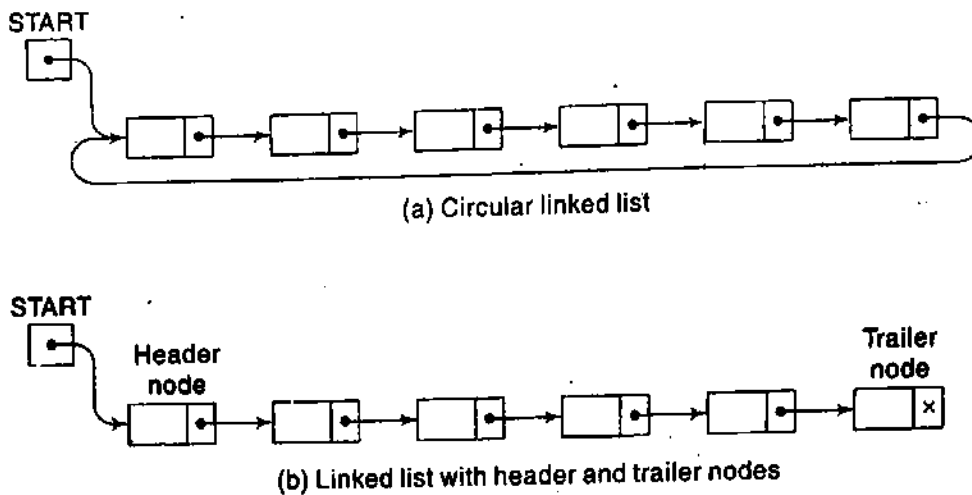 START
(a) Circular linked list
START
Header
node
Trailer
node
×
(b) Linked list with header and trailer nodes